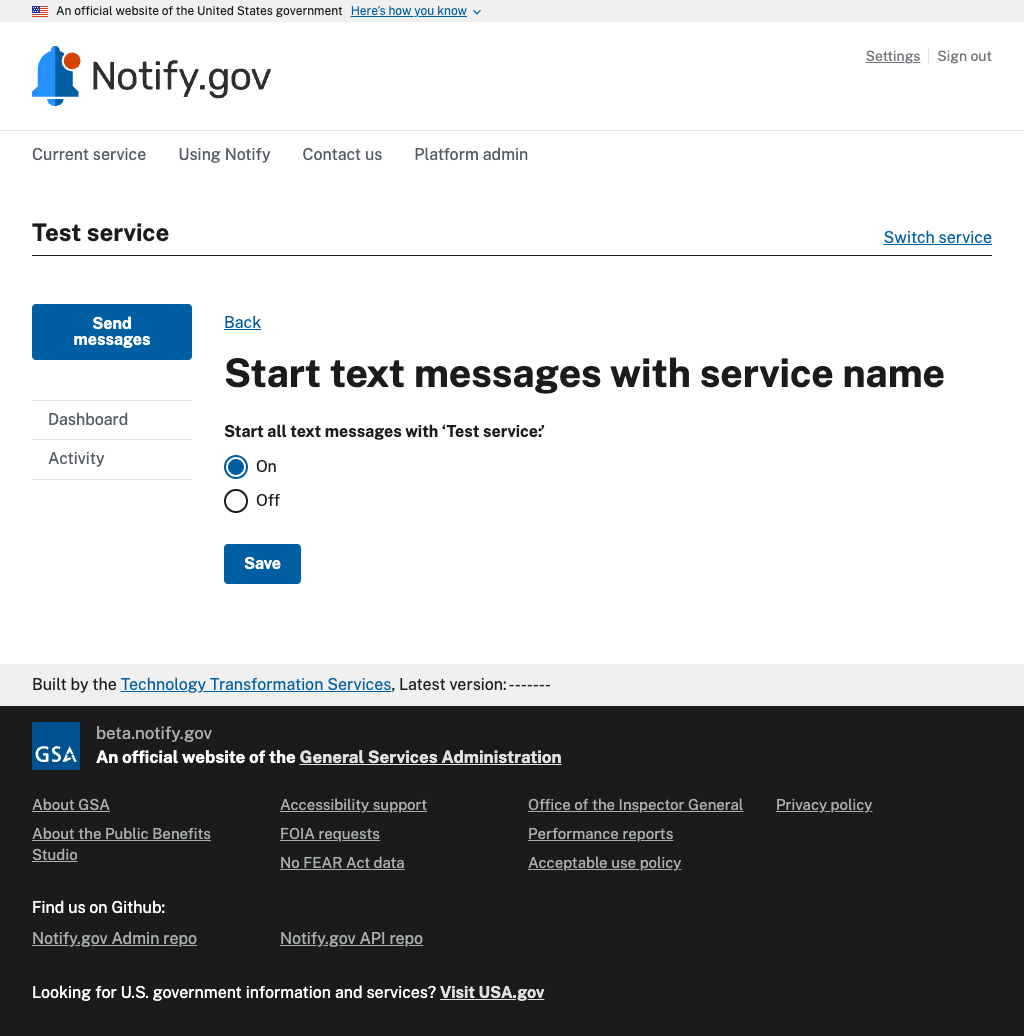 An official website of the United States government Here's how you know
Notify.gov
Settings Sign out
Current service Using Notify Contact us Platform admin
Test service
Switch service
Send
messages
Dashboard
Activity
Back
Start text messages with service name
Start all text messages with ‘Test service:’
On
Off
Save
Built by the Technology Transformation Services, Latest version:-------
GSA
beta.notify.gov
An official website of the General Services Administration
About GSA
About the Public Benefits
Studio
Accessibility support
FOIA requests
No FEAR Act data
Office of the Inspector General
Performance reports
Acceptable use policy
Privacy policy
Find us on Github:
Notify.gov Admin repo
Notify.gov API repo
Looking for U.S. government information and services? Visit USA.gov